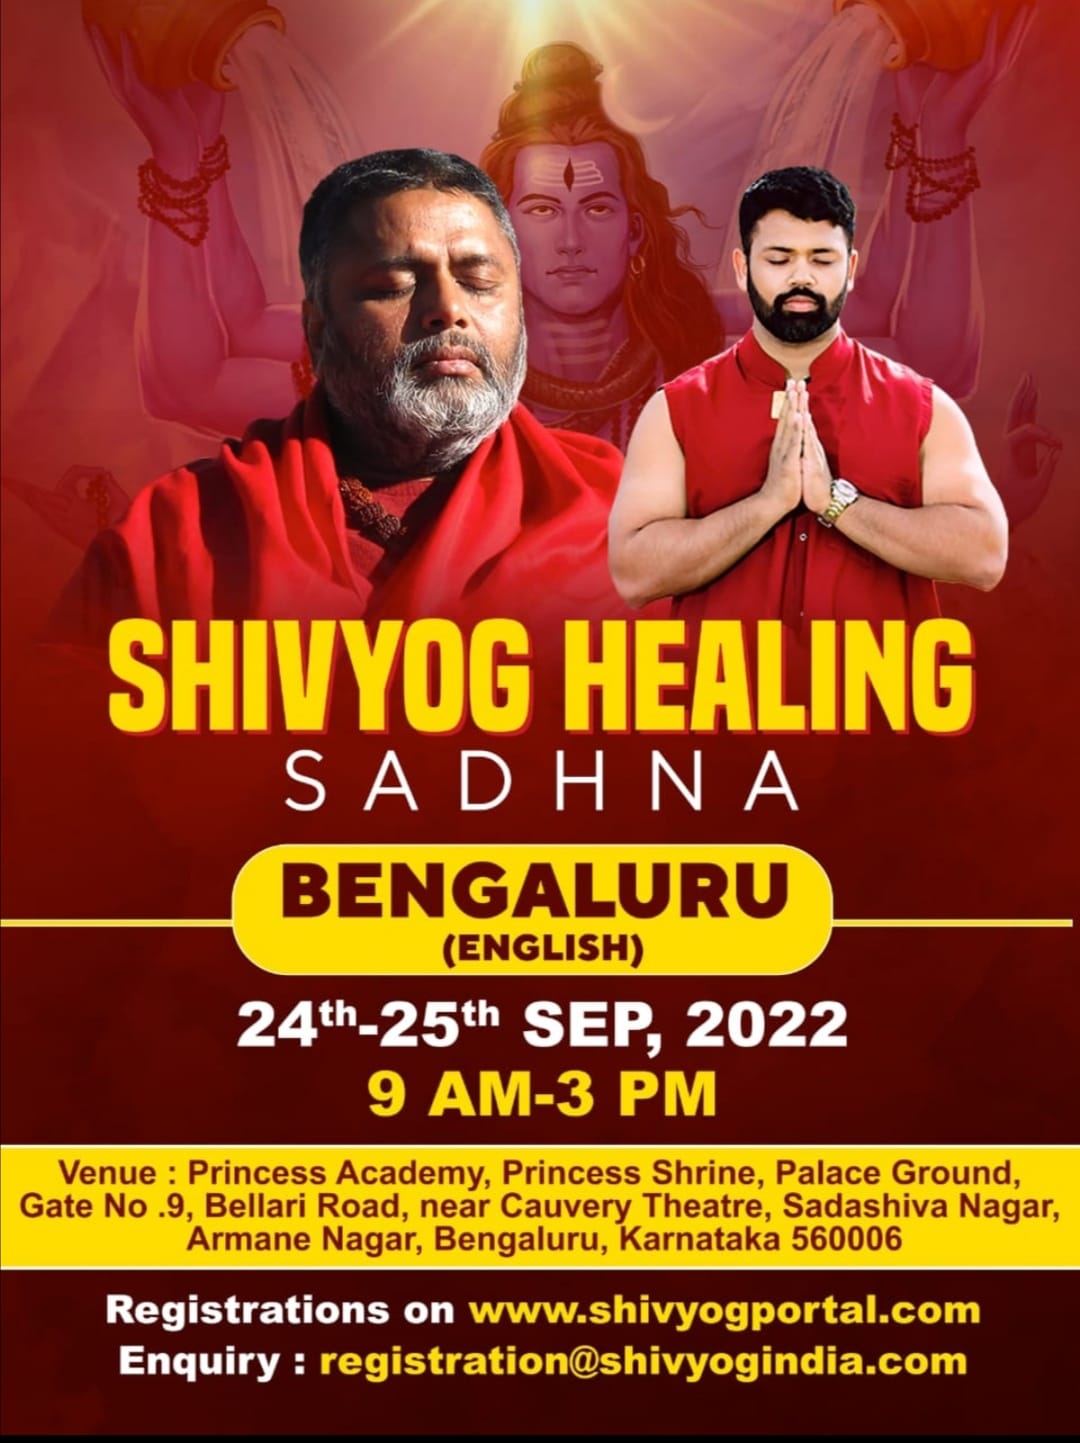 SHIVYOG HEALING
SADHNA
BENGALURU
(ENGLISH)
24th-25th SEP, 2022
9 AM-3 PM
Venue : Princess Academy, Princess Shrine, Palace Ground,
Gate No .9, Bellari Road, near Cauvery Theatre, Sadashiva Nagar,
Armane Nagar, Bengaluru, Karnataka 560006
Registrations on www.shivyogportal.com
Enquiry : registration@shivyogindia.com